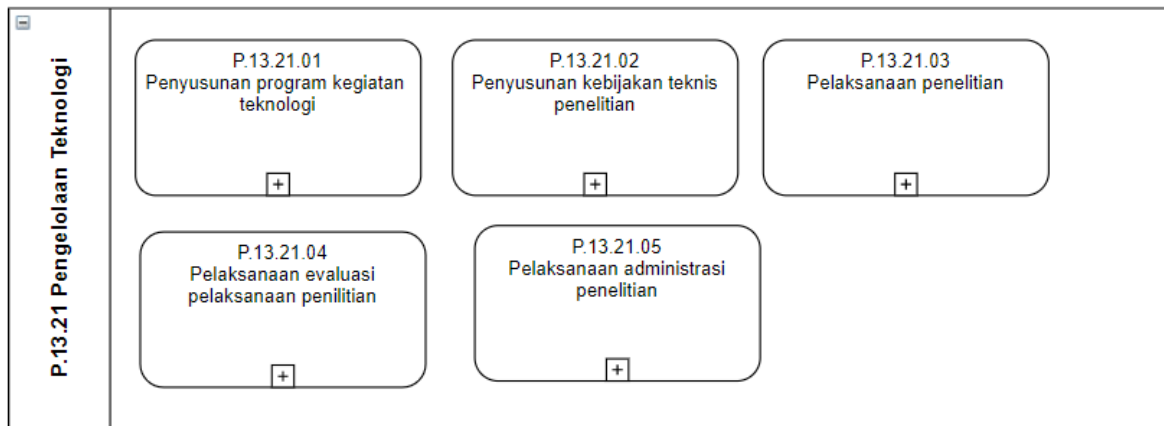 P.13.21 Pengelolaan Teknologi
P.13.21.01
Penyusunan program kegiatan
teknologi
P.13.21.02
Penyusunan kebijakan teknis
penelitian
P.13.21.03
Pelaksanaan penelitian
P.13.21.04
Pelaksanaan evaluasi
pelaksanaan penilitian
P.13.21.05
Pelaksanaan administrasi
penelitian